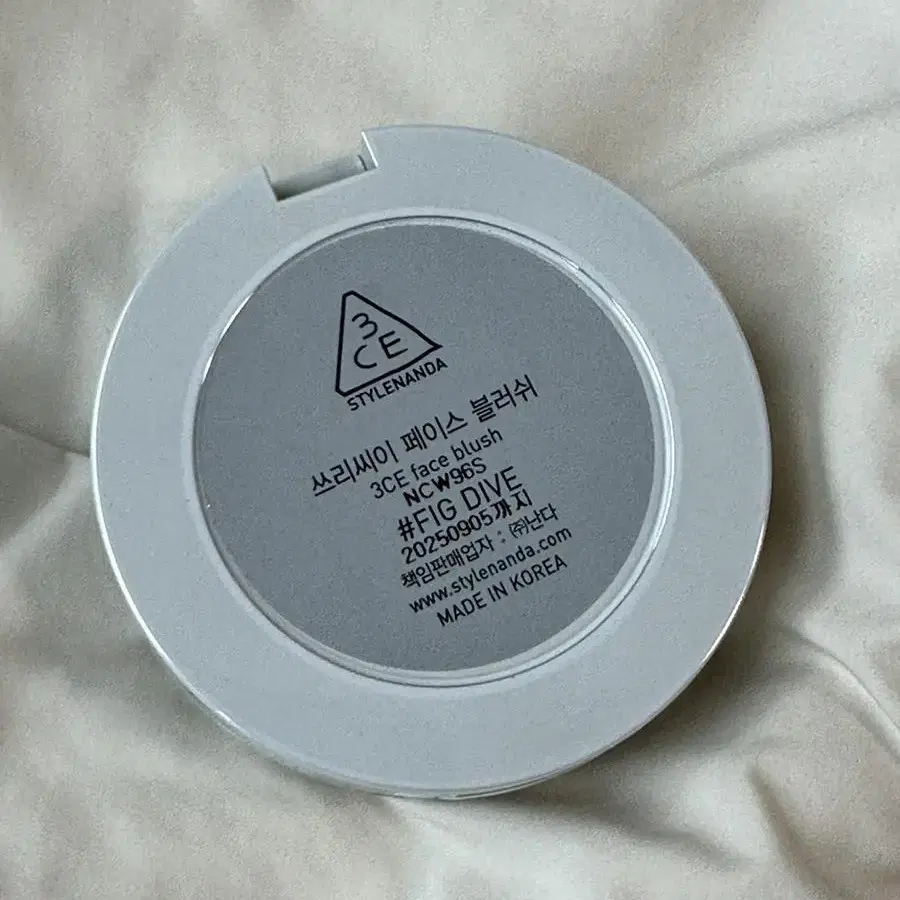 3
CE
STYLENANDA
쓰리씨이 페이스 블러쉬
3CE face blush
NCW96S
#FIG DIVE
20250905까지
책임판매업자 : ㈜난다
www.stylenanda.com
MADE IN KOREA